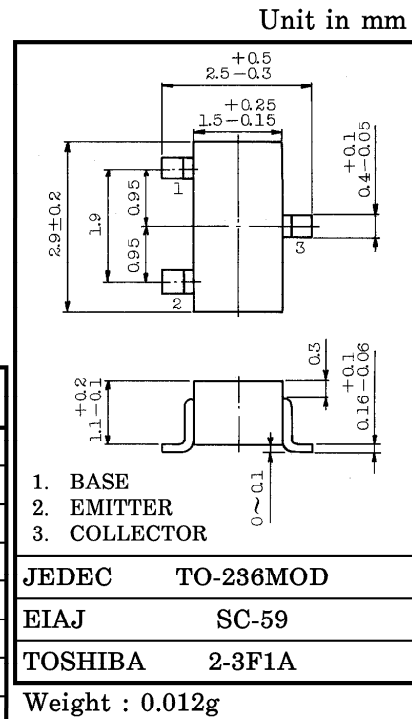 Unit in mm
+0.5
2.5-0.3
+0.25
1.5-0.15
2.9±0.2
1.9
0.95
0.95
1
2
3
+0.1
0.4-0.05
+0.2
1.1-0.1
0.3
+0.1
0.16-0.06
0~0.1
1. BASE
2. EMITTER
3. COLLECTOR
JEDEC TO-236MOD
EIAJ SC-59
TOSHIBA 2-3F1A
Weight : 0.012g